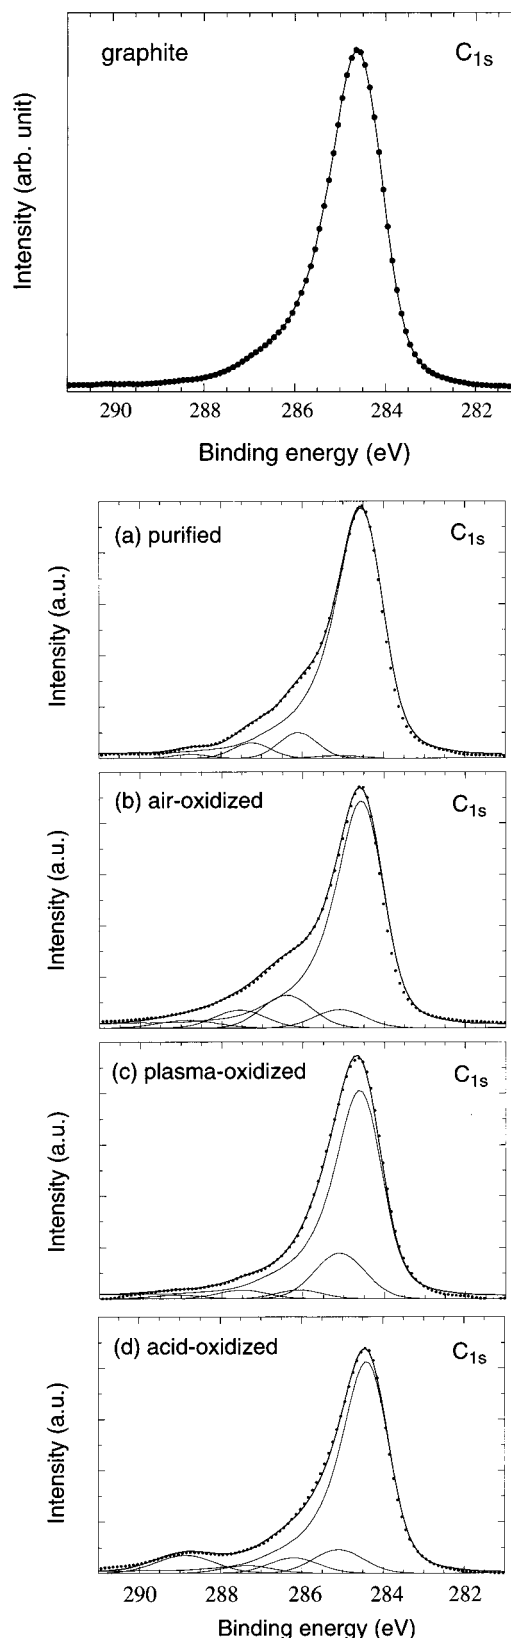 graphite C1s
Intensity (arb. unit)
290 288 286 284 282
Binding energy (eV)
(a) purified C1s
Intensity (a.u.)
(b) air-oxidized C1s
Intensity (a.u.)
(c) plasma-oxidized C1s
Intensity (a.u.)
(d) acid-oxidized C1s
Intensity (a.u.)
290 288 286 284 282
Binding energy (eV)